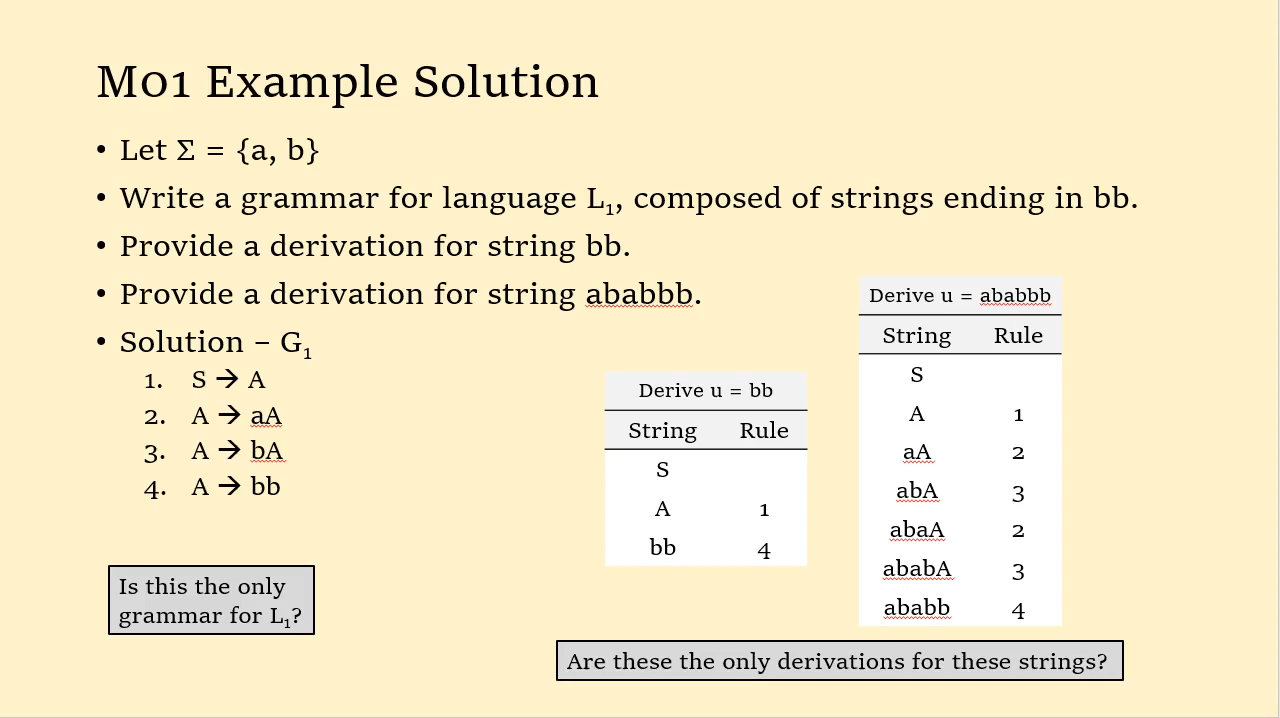 M01 Example Solution
• Let Σ = {a, b}
• Write a grammar for language L₁, composed of strings ending in bb.
• Provide a derivation for string bb.
• Provide a derivation for string ababbb.
• Solution – G₁
1. S → A
2. A → aA
3. A → bA
4. A → bb
Is this the only
grammar for L₁?
Derive u = bb
String Rule
S
A 1
bb 4
Derive u = ababbb
String Rule
S
A 1
aA 2
abA 3
abaA 2
ababA 3
ababb 4
Are these the only derivations for these strings?